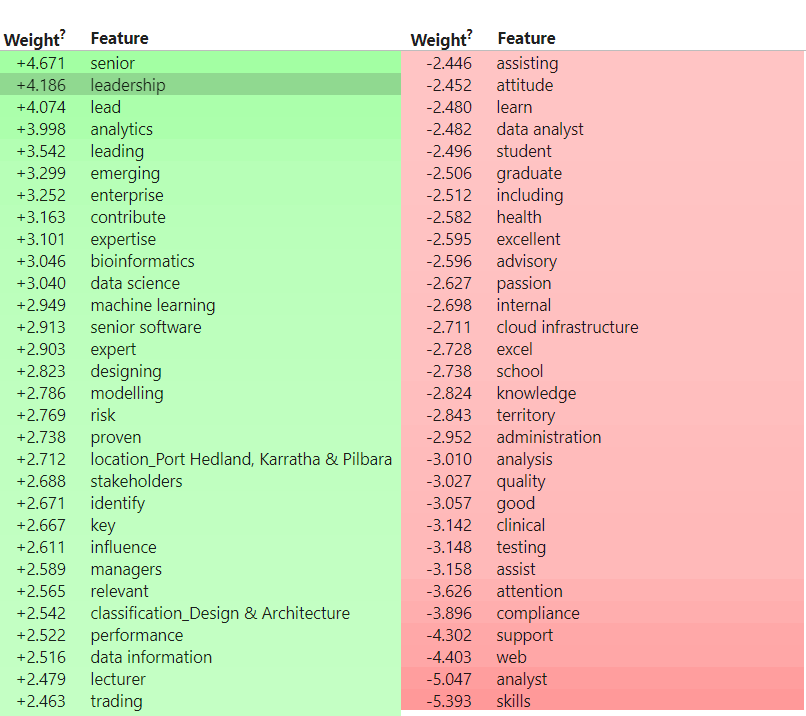 Weight? Feature Weight? Feature
+4.671 senior -2.446 assisting
+4.186 leadership -2.452 attitude
+4.074 lead -2.480 learn
+3.998 analytics -2.482 data analyst
+3.542 leading -2.496 student
+3.299 emerging -2.506 graduate
+3.252 enterprise -2.512 including
+3.163 contribute -2.582 health
+3.101 expertise -2.595 excellent
+3.046 bioinformatics -2.596 advisory
+3.040 data science -2.627 passion
+2.949 machine learning -2.698 internal
+2.913 senior software -2.711 cloud infrastructure
+2.903 expert -2.728 excel
+2.823 designing -2.738 school
+2.786 modelling -2.824 knowledge
+2.769 risk -2.843 territory
+2.738 proven -2.952 administration
+2.712 location_Port Hedland, Karratha & Pilbara -3.010 analysis
+2.688 stakeholders -3.027 quality
+2.671 identify -3.057 good
+2.667 key -3.142 clinical
+2.611 influence -3.148 testing
+2.589 managers -3.158 assist
+2.565 relevant -3.626 attention
+2.542 classification_Design & Architecture -3.896 compliance
+2.522 performance -4.302 support
+2.516 data information -4.403 web
+2.479 lecturer -5.047 analyst
+2.463 trading -5.393 skills